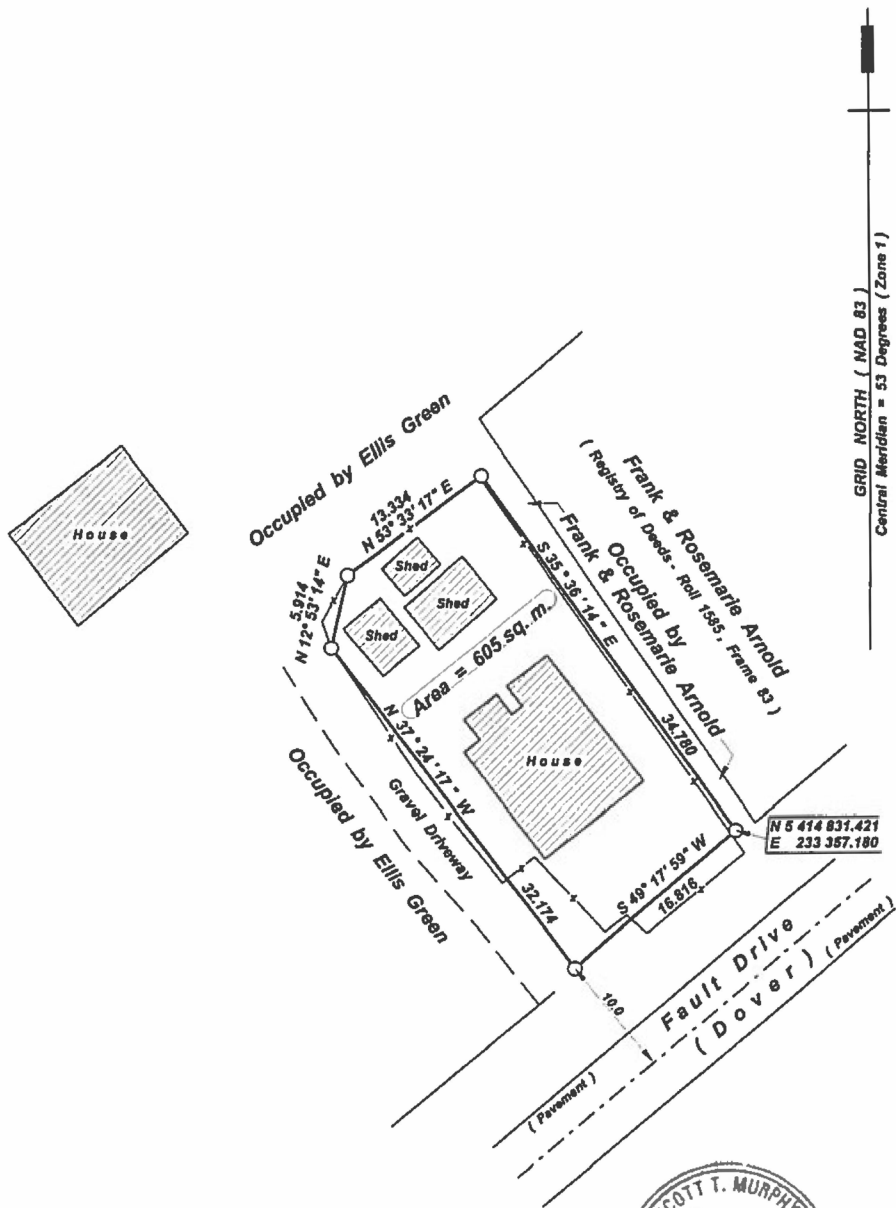 GRID NORTH ( NAD 83 )
Central Meridian = 53 Degrees ( Zone 1 )
House
Occupied by Ellis Green
13.334
N 53° 33' 17" E
5.914
N 12° 53' 14" E
Shed
Shed
Shed
Area = 605 sq. m.
Frank & Rosemarie Arnold
( Registry of Deeds - Roll 1585 , Frame 83 )
Occupied by
Frank & Rosemarie Arnold
S 35 ° 36 ' 14 " E
34.780
N 37 ° 24 ' 17 " W
32.174
House
Gravel Driveway
Occupied by Ellis Green
S 49° 17' 59" W
16.816
N 5 414 831.421
E 233 357.180
10.0
Fault Drive
( Dover )
( Pavement )
( Pavement )
SCOTT T. MURPHY